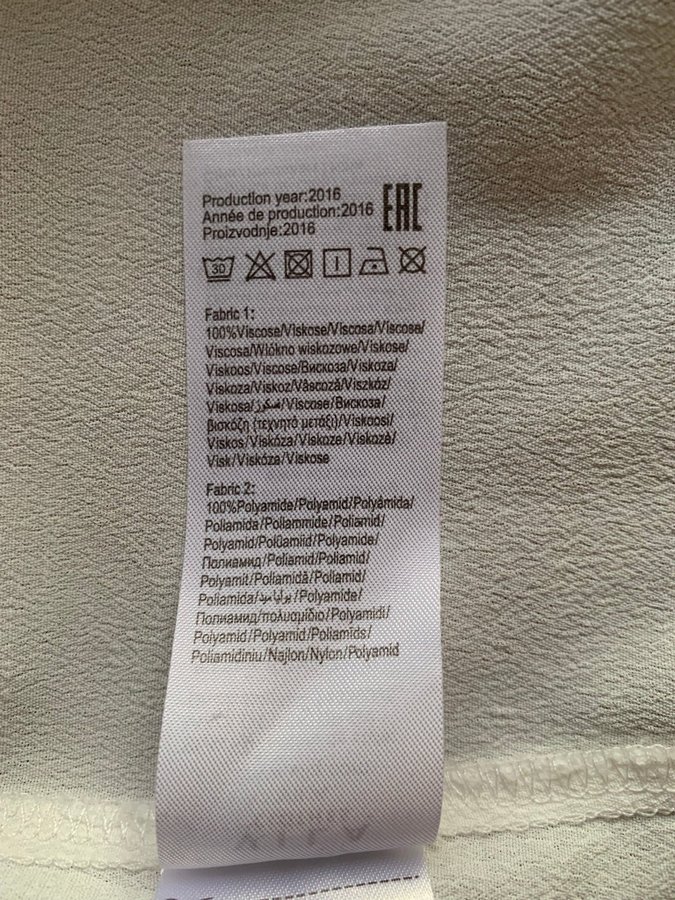 Production year:2016
Année de production:2016
Proizvodnje:2016
EAC
30
Fabric 1:
100%Viscose/Viskose/Viscosa/Viscose/
Viscosa/Wlókno wiskozowe/Viskose/
Viskoos/Viscose/Вискоза/Viskoza/
Viskoza/Viskoz/Vâscoză/Viszkóz/
Viskosa/فسكوز/Viscose/Вискоза/
βισκόζη (τεχνητό μετάξι)/Viskoosi/
Viskos/Viskóza/Viskoze/Viskozė/
Visk/Viskóza/Viskose
Fabric 2:
100%Polyamide/Polyamid/Polyâmida/
Poliamida/Poliammide/Poliamid/
Polyamid/Polüamiid/Polyamide/
Полиамид/Poliamid/Poliamid/
Polyamit/Poliamidă/Poliamid/
Poliamida/بولياميد/Polyamide/
Полиамид/πολυαμίδιο/Polyamidi/
Polyamid/Polyamid/Poliamīds/
Poliamidiniu/Najlon/Nylon/Polyamid